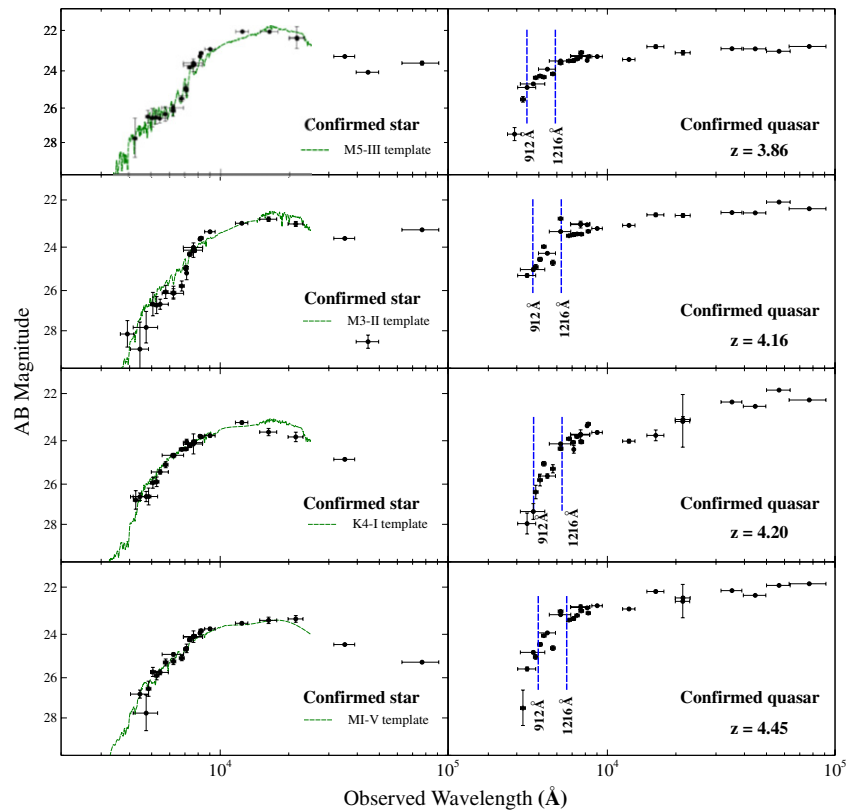 22
24
26
28
Confirmed star
M5-III template
912 Å
1216 Å
Confirmed quasar
z = 3.86
22
24
26
28
Confirmed star
M3-II template
912 Å
1216 Å
Confirmed quasar
z = 4.16
22
24
26
28
Confirmed star
K4-I template
912 Å
1216 Å
Confirmed quasar
z = 4.20
22
24
26
28
Confirmed star
MI-V template
912 Å
1216 Å
Confirmed quasar
z = 4.45
AB Magnitude
10^4
10^5
10^4
10^5
Observed Wavelength (Å)